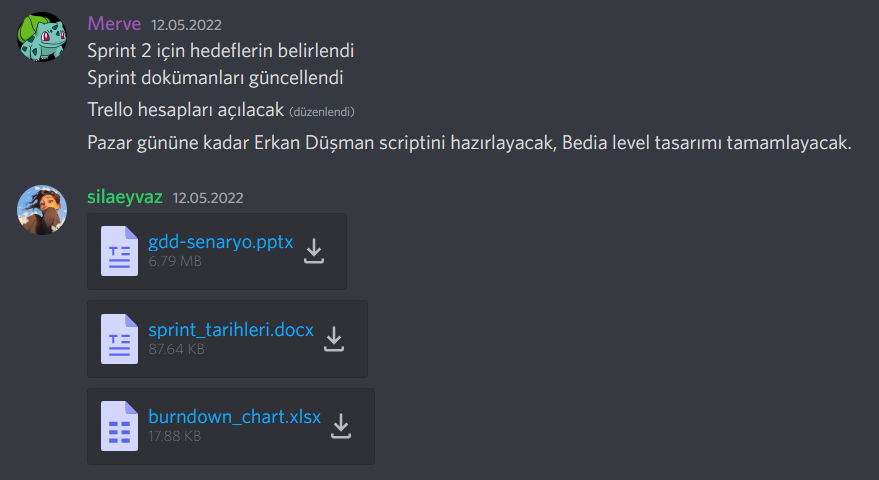 Merve 12.05.2022
Sprint 2 için hedeflerin belirlendi
Sprint dokümanları güncellendi
Trello hesapları açılacak (düzenlendi)
Pazar gününe kadar Erkan Düşman scriptini hazırlayacak, Bedia level tasarımı tamamlayacak.
silaeyvaz 12.05.2022
gdd-senaryo.pptx
6.79 MB
sprint_tarihleri.docx
87.64 KB
burndown_chart.xlsx
17.88 KB